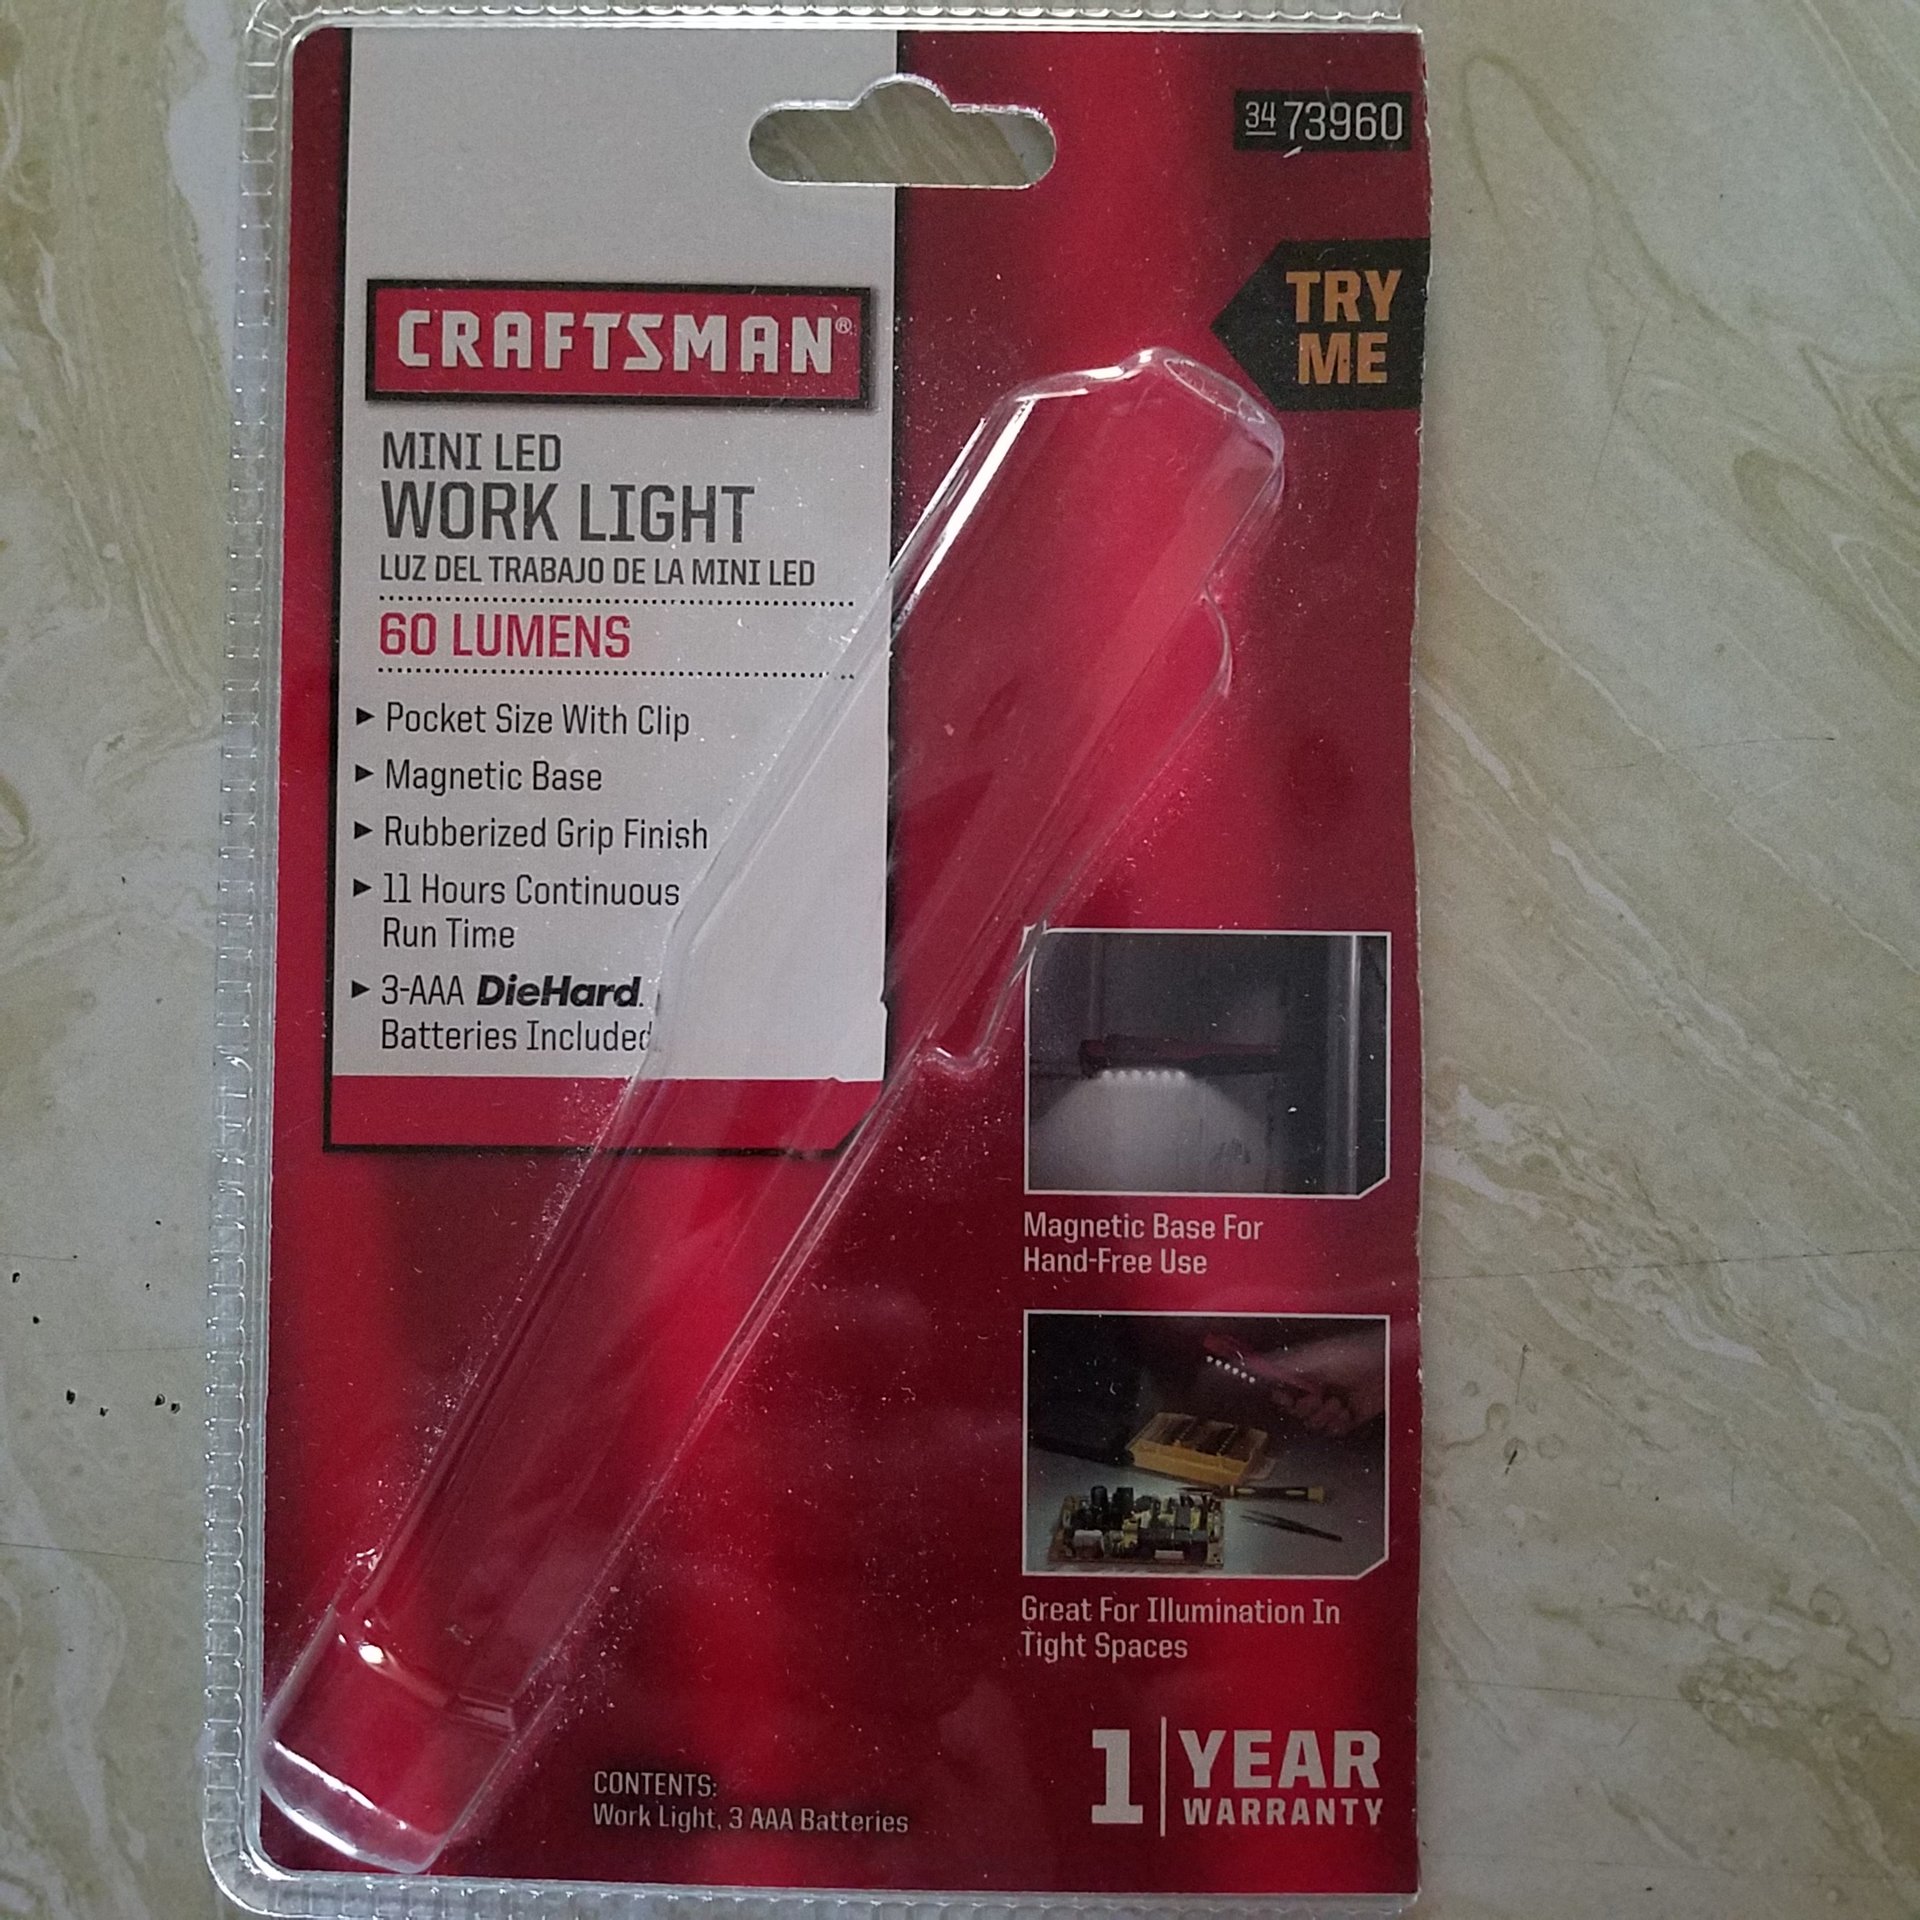 34 73960
TRY
ME
CRAFTSMAN®
MINI LED
WORK LIGHT
LUZ DEL TRABAJO DE LA MINI LED
60 LUMENS
▶ Pocket Size With Clip
▶ Magnetic Base
▶ Rubberized Grip Finish
▶ 11 Hours Continuous
Run Time
▶ 3-AAA DieHard.
Batteries Included
Magnetic Base For
Hand-Free Use
Great For Illumination In
Tight Spaces
1 YEAR
WARRANTY
CONTENTS:
Work Light, 3 AAA Batteries